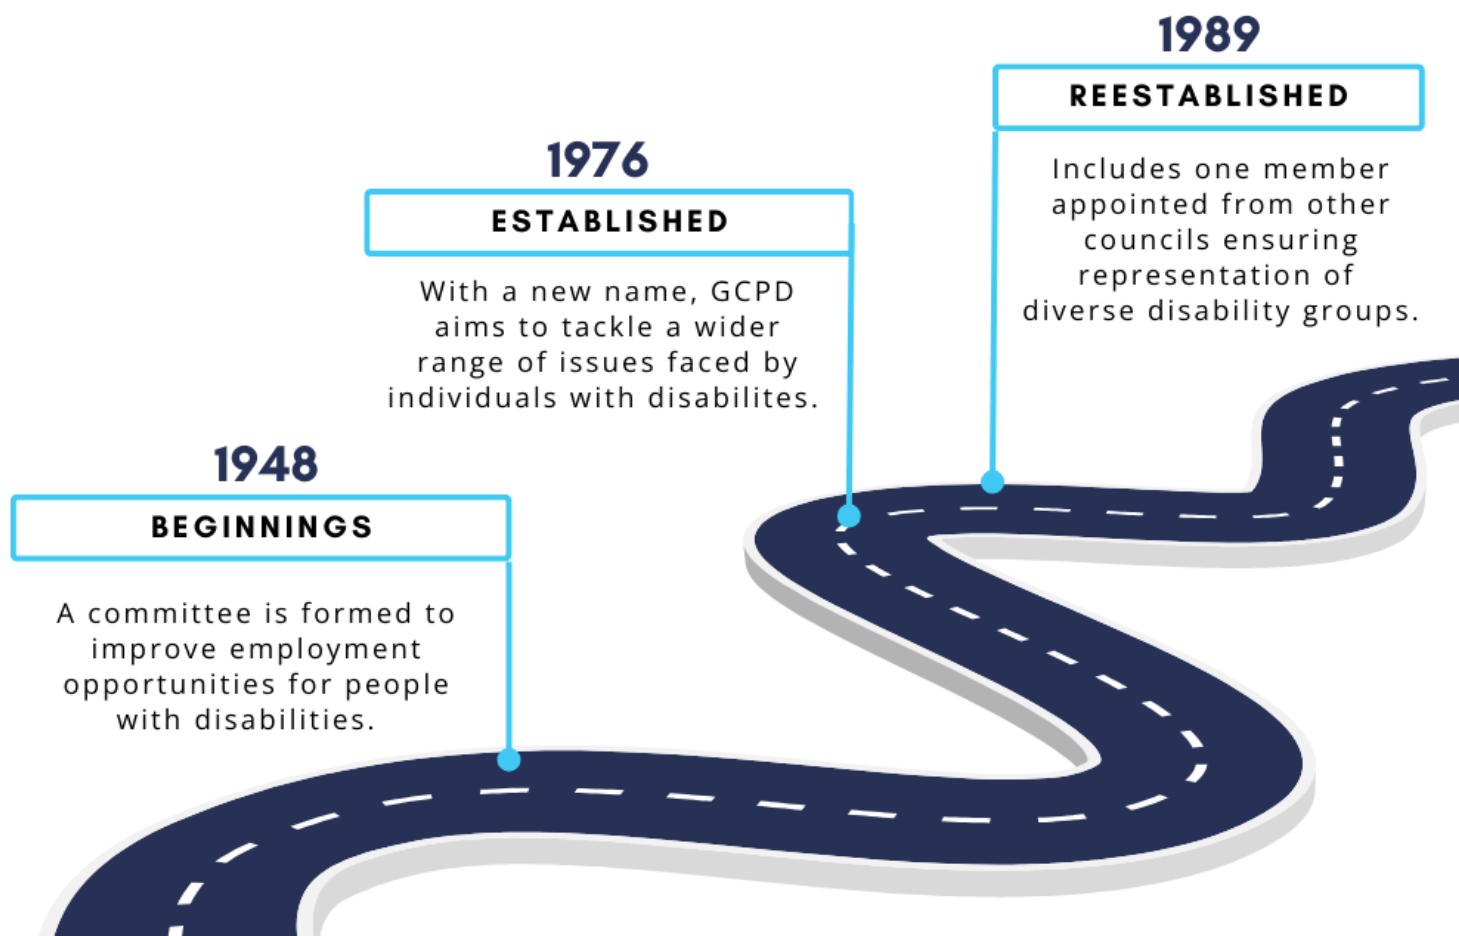 1948
BEGINNINGS
A committee is formed to
improve employment
opportunities for people
with disabilities.
1976
ESTABLISHED
With a new name, GCPD
aims to tackle a wider
range of issues faced by
individuals with disabilites.
1989
REESTABLISHED
Includes one member
appointed from other
councils ensuring
representation of
diverse disability groups.